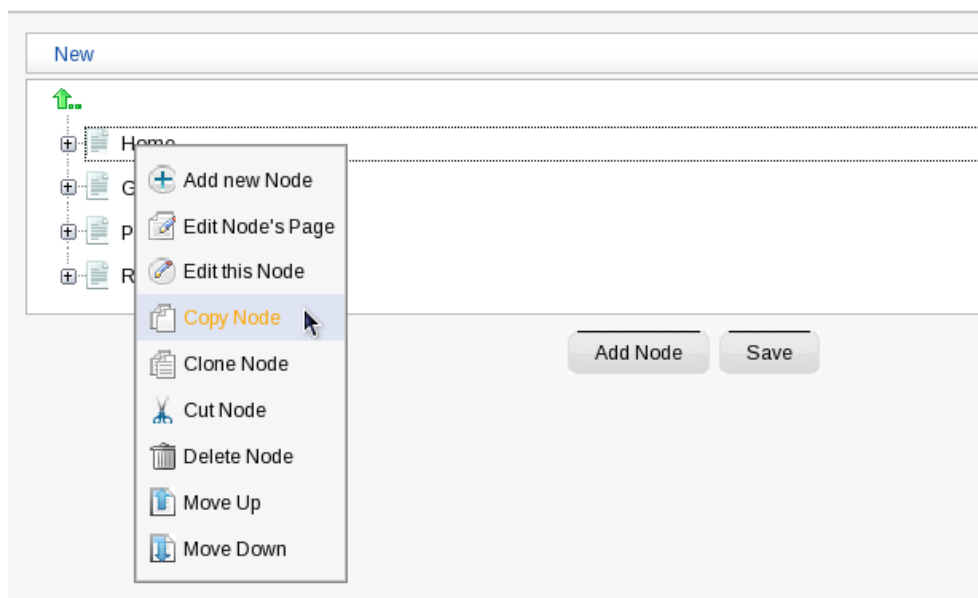 New
Home
G
P
R
Add new Node
Edit Node's Page
Edit this Node
Copy Node
Clone Node
Cut Node
Delete Node
Move Up
Move Down
Add Node
Save